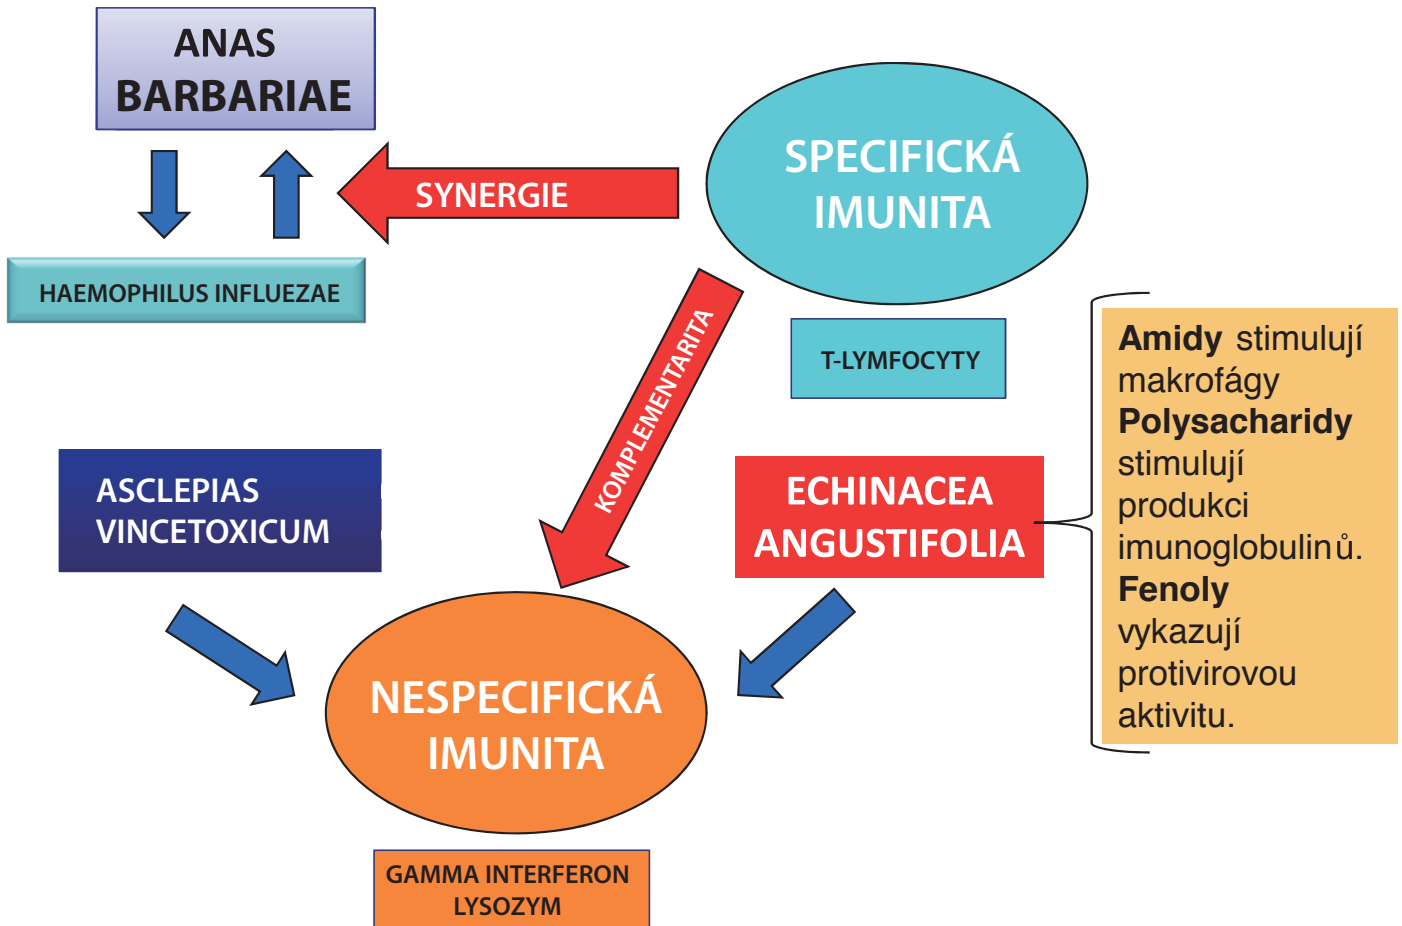 ANAS
BARBARIAE
SYNERGIE
SPECIFICKÁ
IMUNITA
HAEMOPHILUS INFLUEZAE
KOMPLEMENTARITA
T-LYMFOCYTY
Amidy stimulují
makrofágy
Polysacharidy
stimulují
produkci
imunoglobulinů.
Fenoly
vykazují
protivirovou
aktivitu.
ASCLEPIAS
VINCETOXICUM
ECHINACEA
ANGUSTIFOLIA
NESPECIFICKÁ
IMUNITA
GAMMA INTERFERON
LYSOZYM